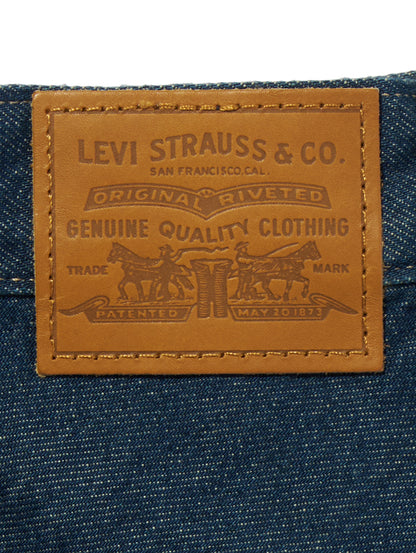 LEVI STRAUSS & CO.
SAN FRANCISCO, CAL.
ORIGINAL RIVETED
GENUINE QUALITY CLOTHING
TRADE MARK
PATENTED MAY 20 1873